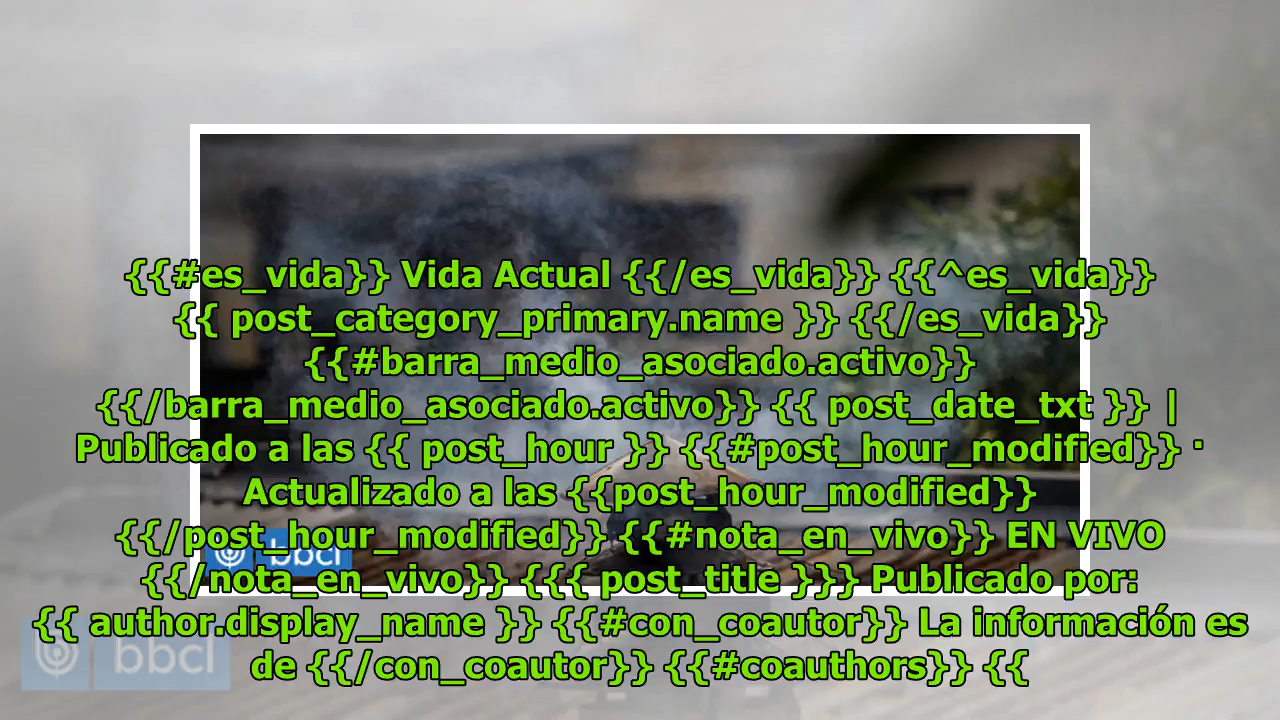 {{#es_vida}} Vida Actual {{/es_vida}} {{^es_vida}}
{{ post_category_primary.name }} {{/es_vida}}
{{#barra_medio_asociado.activo}}
{{/barra_medio_asociado.activo}} {{ post_date_txt }} |
Publicado a las {{ post_hour }} {{#post_hour_modified}} ·
Actualizado a las {{post_hour_modified}}
{{/post_hour_modified}} {{#nota_en_vivo}} EN VIVO
{{/nota_en_vivo}} {{{ post_title }}} Publicado por:
{{ author.display_name }} {{#con_coautor}} La información es
de {{/con_coautor}} {{#coauthors}} {{
bbcl
bbcl